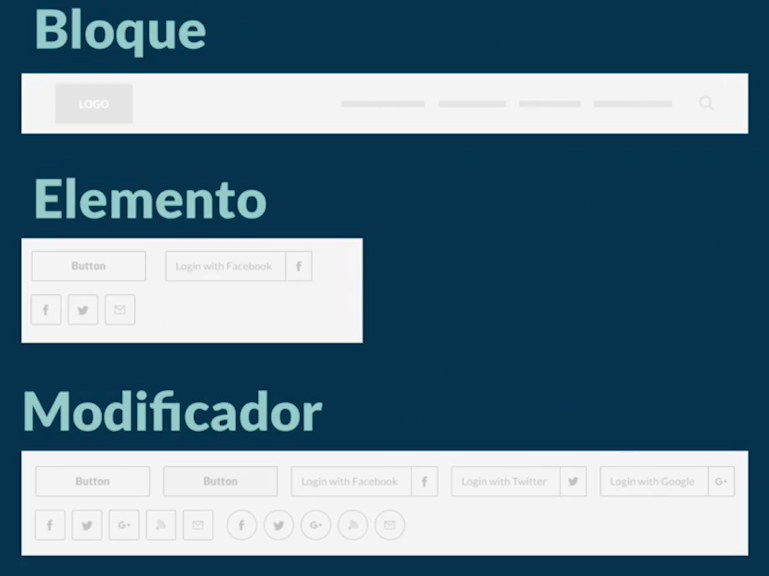 Bloque
LOGO
Elemento
Button Login with Facebook f
f
Modificador
Button Button Login with Facebook f Login with Twitter Login with Google G+
f G+ f G+